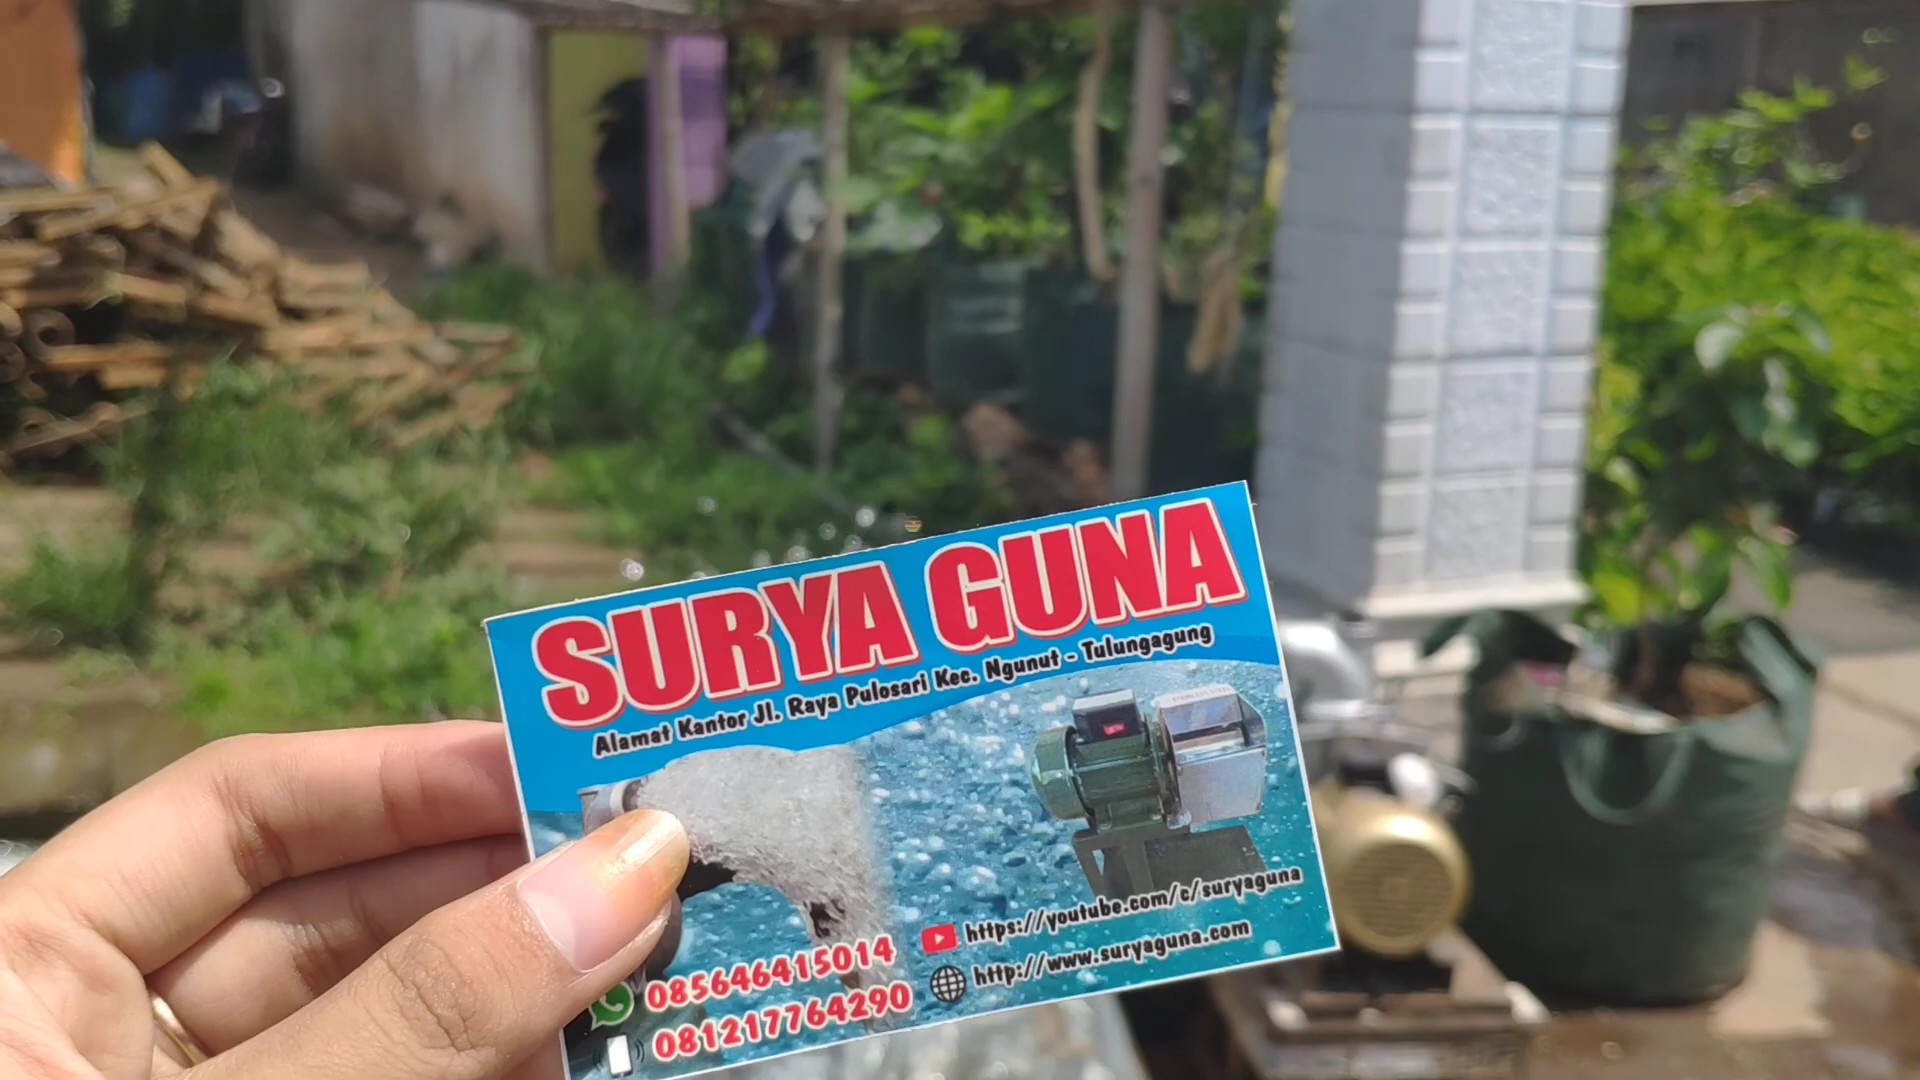 SURYA GUNA
Alamat Kantor Jl. Raya Pulosari Kec. Ngunut - Tulungagung
085646415014
081217764290
https://youtube.com/c/suryaguna
http://www.suryaguna.com